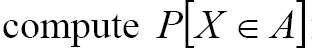 compute P[X ∈ A]